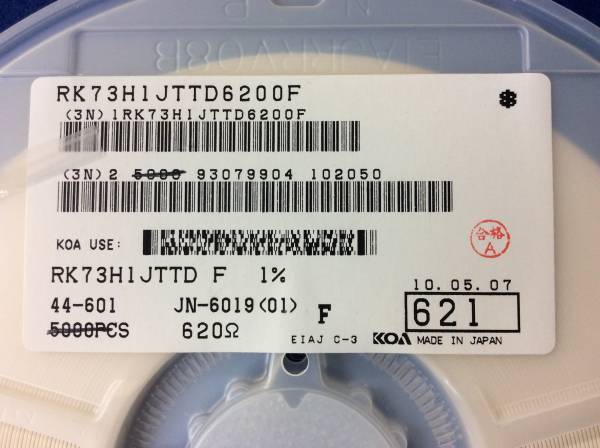 EIAJRRV08B
RK73H1JTTD6200F
(3N)1RK73H1JTTD6200F
(3N)2 5000 93079904 102050
KOA USE:
合格
A
RK73H1JTTD F 1%
10.05.07
44-601 JN-6019(01) F 621
5000PCS 620Ω
EIAJ C-3 KOA MADE IN JAPAN